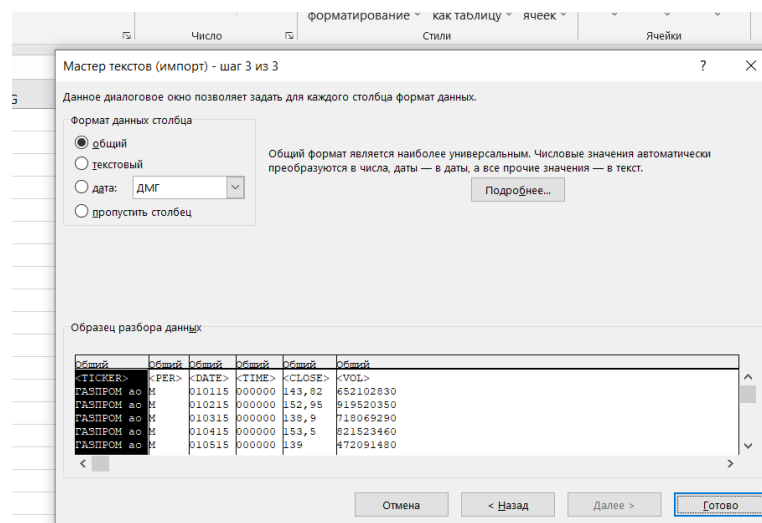 форматирование как таблицу ячеек
Число Стили Ячейки
Мастер текстов (импорт) - шаг 3 из 3 ?
Данное диалоговое окно позволяет задать для каждого столбца формат данных.
Формат данных столбца
общий
текстовый
дата: ДМГ
пропустить столбец
Общий формат является наиболее универсальным. Числовые значения автоматически
преобразуются в числа, даты — в даты, а все прочие значения — в текст.
Подробнее...
Образец разбора данных
Общий Общий Общий Общий Общий Общий
<TICKER> <PER> <DATE> <TIME> <CLOSE> <VOL>
ГАЗПРОМ ао M 010115 000000 143,82 652102830
ГАЗПРОМ ао M 010215 000000 152,95 919520350
ГАЗПРОМ ао M 010315 000000 138,9 718069290
ГАЗПРОМ ао M 010415 000000 153,5 821523460
ГАЗПРОМ ао M 010515 000000 139 472091480
Отмена < Назад Далее > Готово